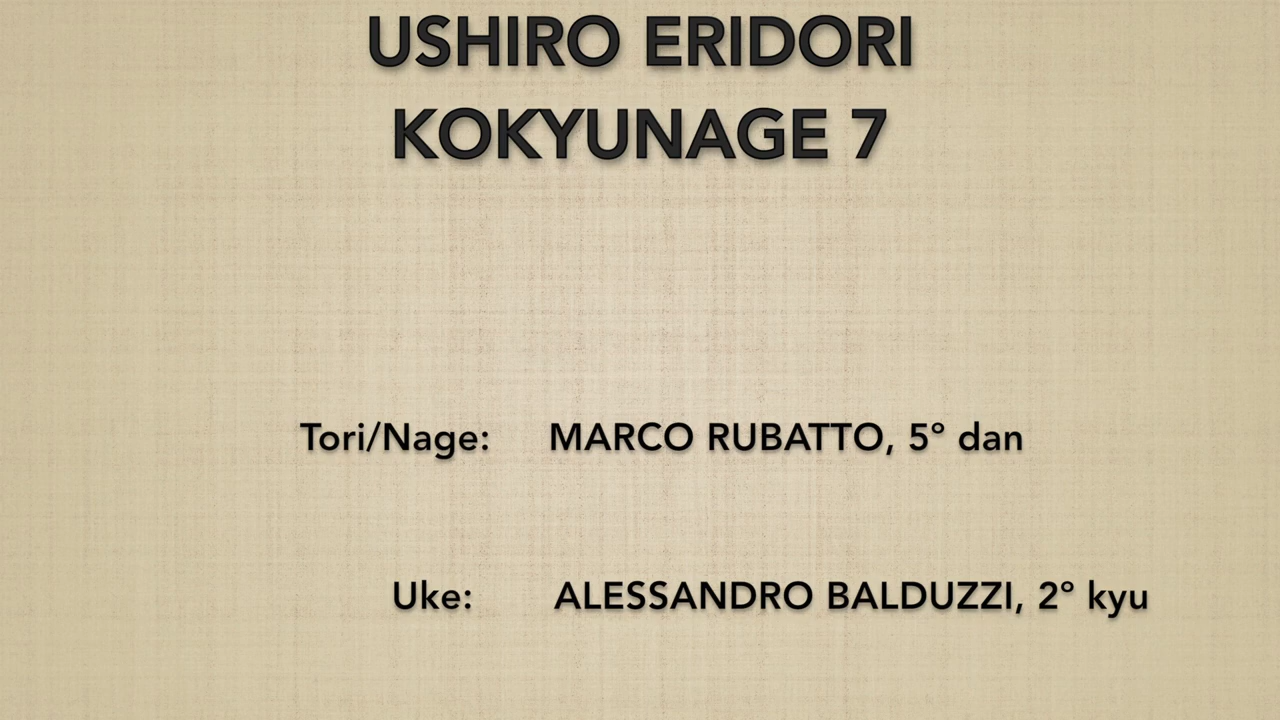 USHIRO ERIDORI
KOKYUNAGE 7
Tori/Nage: MARCO RUBATTO, 5° dan
Uke: ALESSANDRO BALDUZZI, 2° kyu